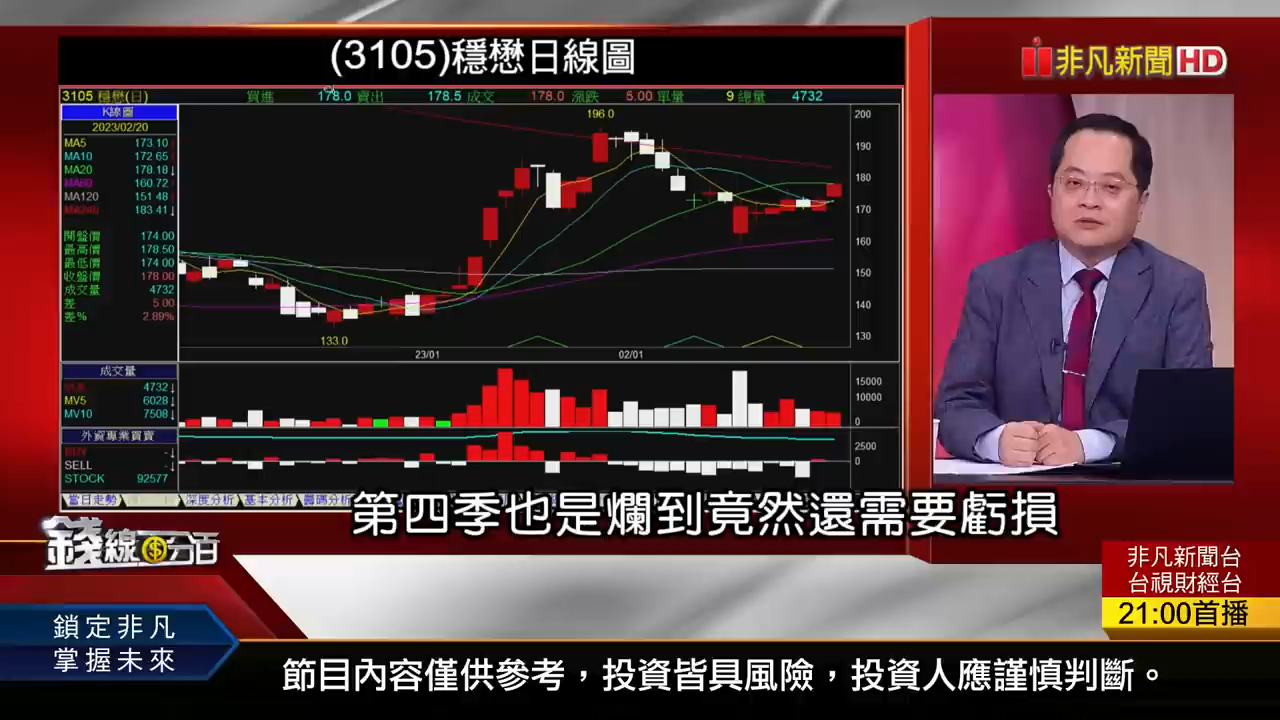 (3105)穩懋日線圖
非凡新聞HD
3105 穩懋(日) 買進 178.0 賣出 178.5 成交 178.0 漲跌 5.00 單量 9 總量 4732
K線圖
2023/02/20
MA5 173.10
MA10 172.65
MA20 178.18↓
MA60 160.72
MA120 151.48
MA240 183.41↓
開盤價 174.00
最高價 178.50
最低價 174.00
收盤價 178.00
成交量 4732
差 5.00
差% 2.89%
196.0
133.0
200
190
180
170
160
150
140
130
23/01 02/01
成交量
4732↓
MV5 6028↓
MV10 7508↓
15000
10000
0
外資專業買賣
BUY -↓
SELL -↓
STOCK 92577
2500
0
當日走勢 深度分析 基本分析 籌碼分析
第四季也是爛到竟然還需要虧損
錢線百分百
非凡新聞台
台視財經台
21:00首播
鎖定非凡
掌握未來
節目內容僅供參考，投資皆具風險，投資人應謹慎判斷。